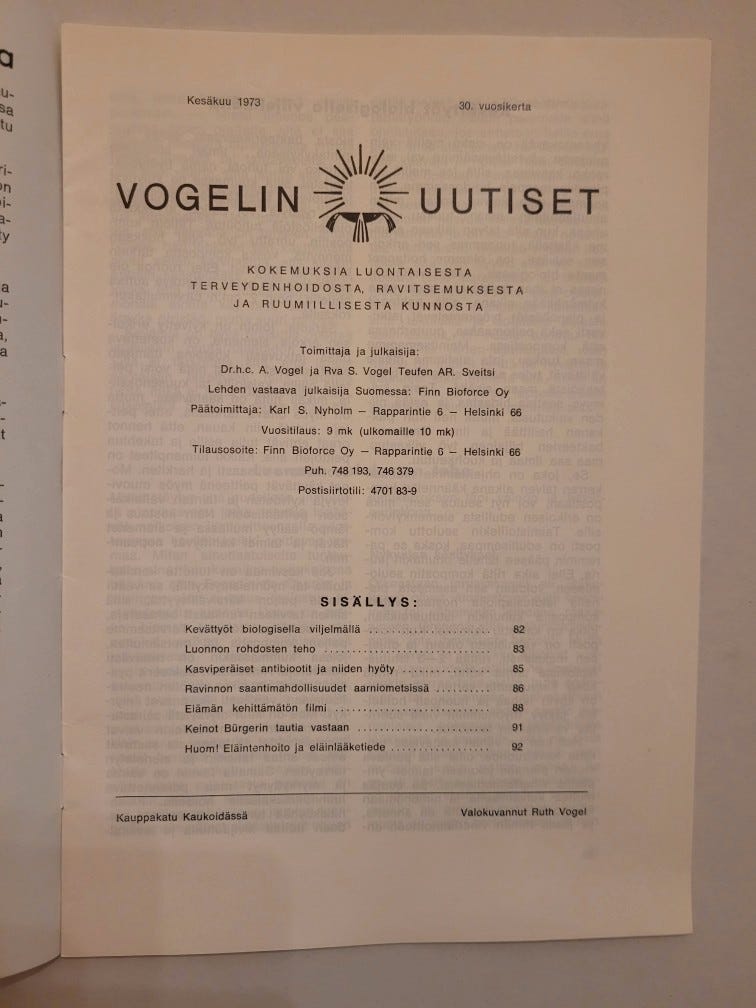 Kesäkuu 1973
30. vuosikerta
VOGELIN UUTISET
KOKEMUKSIA LUONTAISESTA
TERVEYDENHOIDOSTA, RAVITSEMUKSESTA
JA RUUMIILLISESTA KUNNOSTA
Toimittaja ja julkaisija:
Dr.h.c. A. Vogel ja Rva S. Vogel Teufen AR. Sveitsi
Lehden vastaava julkaisija Suomessa: Finn Bioforce Oy
Päätoimittaja: Karl S. Nyholm — Rapparintie 6 — Helsinki 66
Vuositilaus: 9 mk (ulkomaille 10 mk)
Tilausosoite: Finn Bioforce Oy — Rapparintie 6 — Helsinki 66
Puh. 748 193, 746 379
Postisiirtotili: 4701 83-9
SISÄLLYS:
Kevättyöt biologisella viljelmällä ..................... 82
Luonnon rohdosten teho ............................. 83
Kasviperäiset antibiootit ja niiden hyöty ............... 85
Ravinnon saantimahdollisuudet aarniometsissä .......... 86
Elämän kehittämätön filmi ........................... 88
Keinot Bürgerin tautia vastaan ....................... 91
Huom! Eläintenhoito ja eläinlääketiede ................. 92
Kauppakatu Kaukoidässä
Valokuvannut Ruth Vogel